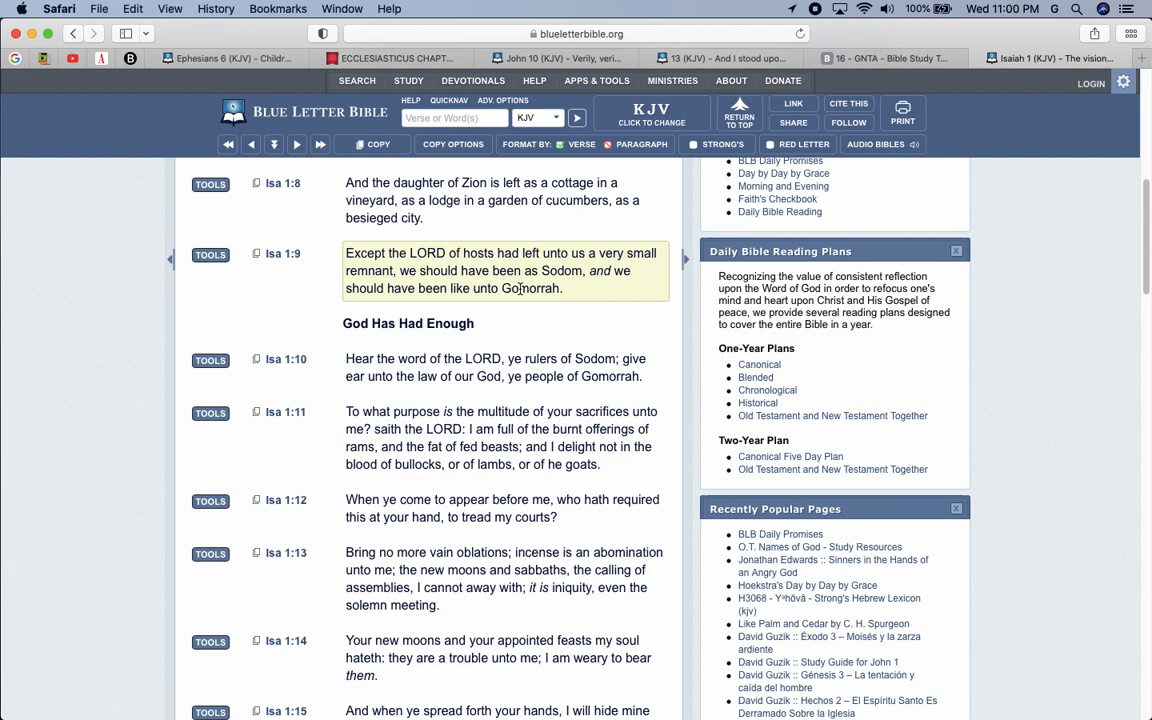 Safari File Edit View History Bookmarks Window Help
100% Wed 11:00 PM G
blueletterbible.org
Ephesians 6 (KJV) - Childr...
ECCLESIASTICUS CHAPT...
John 10 (KJV) - Verily, veri...
13 (KJV) - And I stood upo...
16 - GNTA - Bible Study T...
Isaiah 1 (KJV) - The vision...
SEARCH STUDY DEVOTIONALS HELP APPS & TOOLS MINISTRIES ABOUT DONATE
LOGIN
BLUE LETTER BIBLE
HELP QUICKNAV ADV. OPTIONS
Verse or Word(s) KJV
KJV
CLICK TO CHANGE
RETURN
TO TOP
LINK CITE THIS
SHARE FOLLOW
PRINT
COPY COPY OPTIONS FORMAT BY: VERSE PARAGRAPH STRONG'S RED LETTER AUDIO BIBLES
TOOLS Isa 1:8 And the daughter of Zion is left as a cottage in a
vineyard, as a lodge in a garden of cucumbers, as a
besieged city.
TOOLS Isa 1:9 Except the LORD of hosts had left unto us a very small
remnant, we should have been as Sodom, and we
should have been like unto Gomorrah.
God Has Had Enough
TOOLS Isa 1:10 Hear the word of the LORD, ye rulers of Sodom; give
ear unto the law of our God, ye people of Gomorrah.
TOOLS Isa 1:11 To what purpose is the multitude of your sacrifices unto
me? saith the LORD: I am full of the burnt offerings of
rams, and the fat of fed beasts; and I delight not in the
blood of bullocks, or of lambs, or of he goats.
TOOLS Isa 1:12 When ye come to appear before me, who hath required
this at your hand, to tread my courts?
TOOLS Isa 1:13 Bring no more vain oblations; incense is an abomination
unto me; the new moons and sabbaths, the calling of
assemblies, I cannot away with; it is iniquity, even the
solemn meeting.
TOOLS Isa 1:14 Your new moons and your appointed feasts my soul
hateth: they are a trouble unto me; I am weary to bear
them.
TOOLS Isa 1:15 And when ye spread forth your hands, I will hide mine
BLB Daily Promises
Day by Day by Grace
Morning and Evening
Faith's Checkbook
Daily Bible Reading
Daily Bible Reading Plans
Recognizing the value of consistent reflection
upon the Word of God in order to refocus one's
mind and heart upon Christ and His Gospel of
peace, we provide several reading plans designed
to cover the entire Bible in a year.
One-Year Plans
Canonical
Blended
Chronological
Historical
Old Testament and New Testament Together
Two-Year Plan
Canonical Five Day Plan
Old Testament and New Testament Together
Recently Popular Pages
BLB Daily Promises
O.T. Names of God - Study Resources
Jonathan Edwards :: Sinners in the Hands of
an Angry God
Hoekstra's Day by Day by Grace
H3068 - Yᵊhōvâ - Strong's Hebrew Lexicon
(kjv)
Like Palm and Cedar by C. H. Spurgeon
David Guzik :: Éxodo 3 – Moisés y la zarza
ardiente
David Guzik :: Study Guide for John 1
David Guzik :: Génesis 3 – La tentación y
caída del hombre
David Guzik :: Hechos 2 – El Espíritu Santo Es
Derramado Sobre la Iglesia